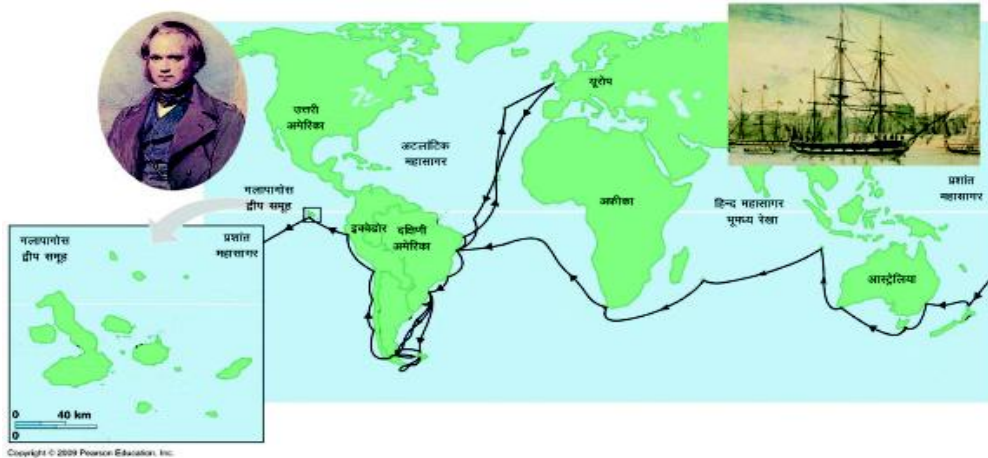 उत्तरी
अमेरिका
यूरोप
अटलांटिक
महासागर
प्रशांत
महासागर
गलापागोस
द्वीप समूह
अफ्रीका
हिन्द महासागर
भूमध्य रेखा
इक्वेडोर
दक्षिणी
अमेरिका
आस्ट्रेलिया
गलापागोस
द्वीप समूह
प्रशांत
महासागर
0 40 km
0
Copyright © 2009 Pearson Education, Inc.